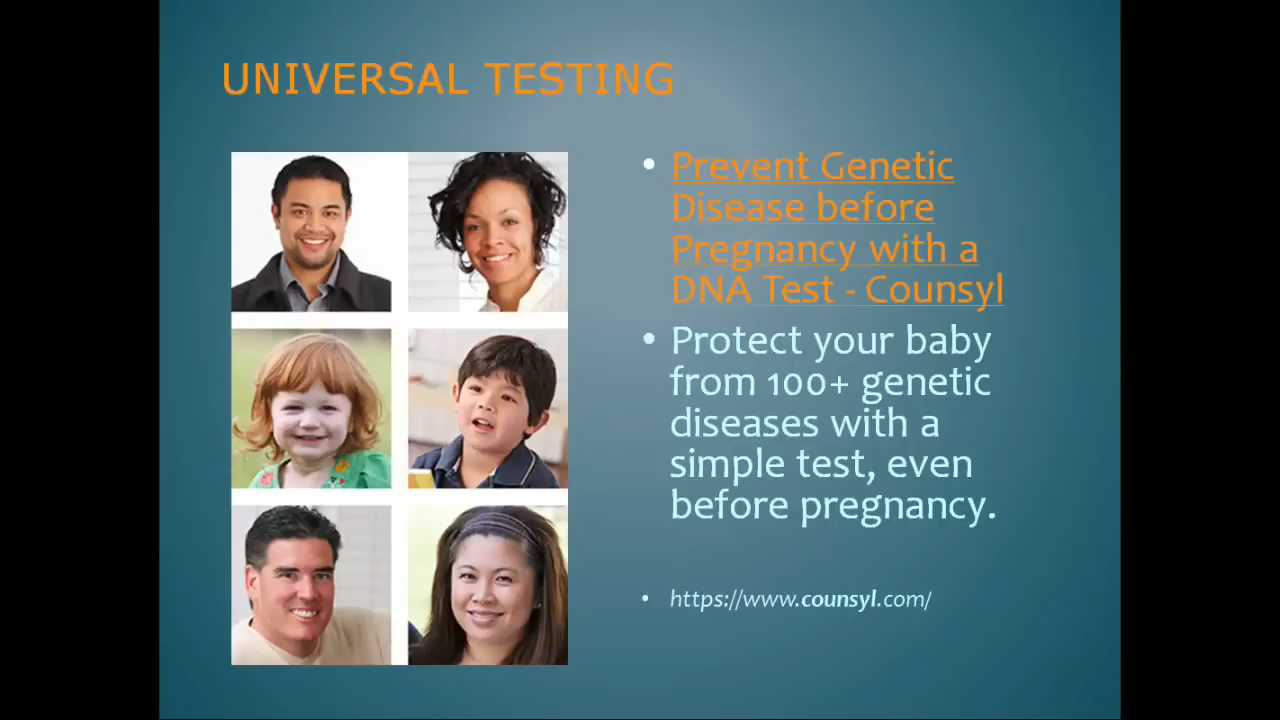 UNIVERSAL TESTING
• Prevent Genetic
Disease before
Pregnancy with a
DNA Test - Counsyl
• Protect your baby
from 100+ genetic
diseases with a
simple test, even
before pregnancy.
• https://www.counsyl.com/